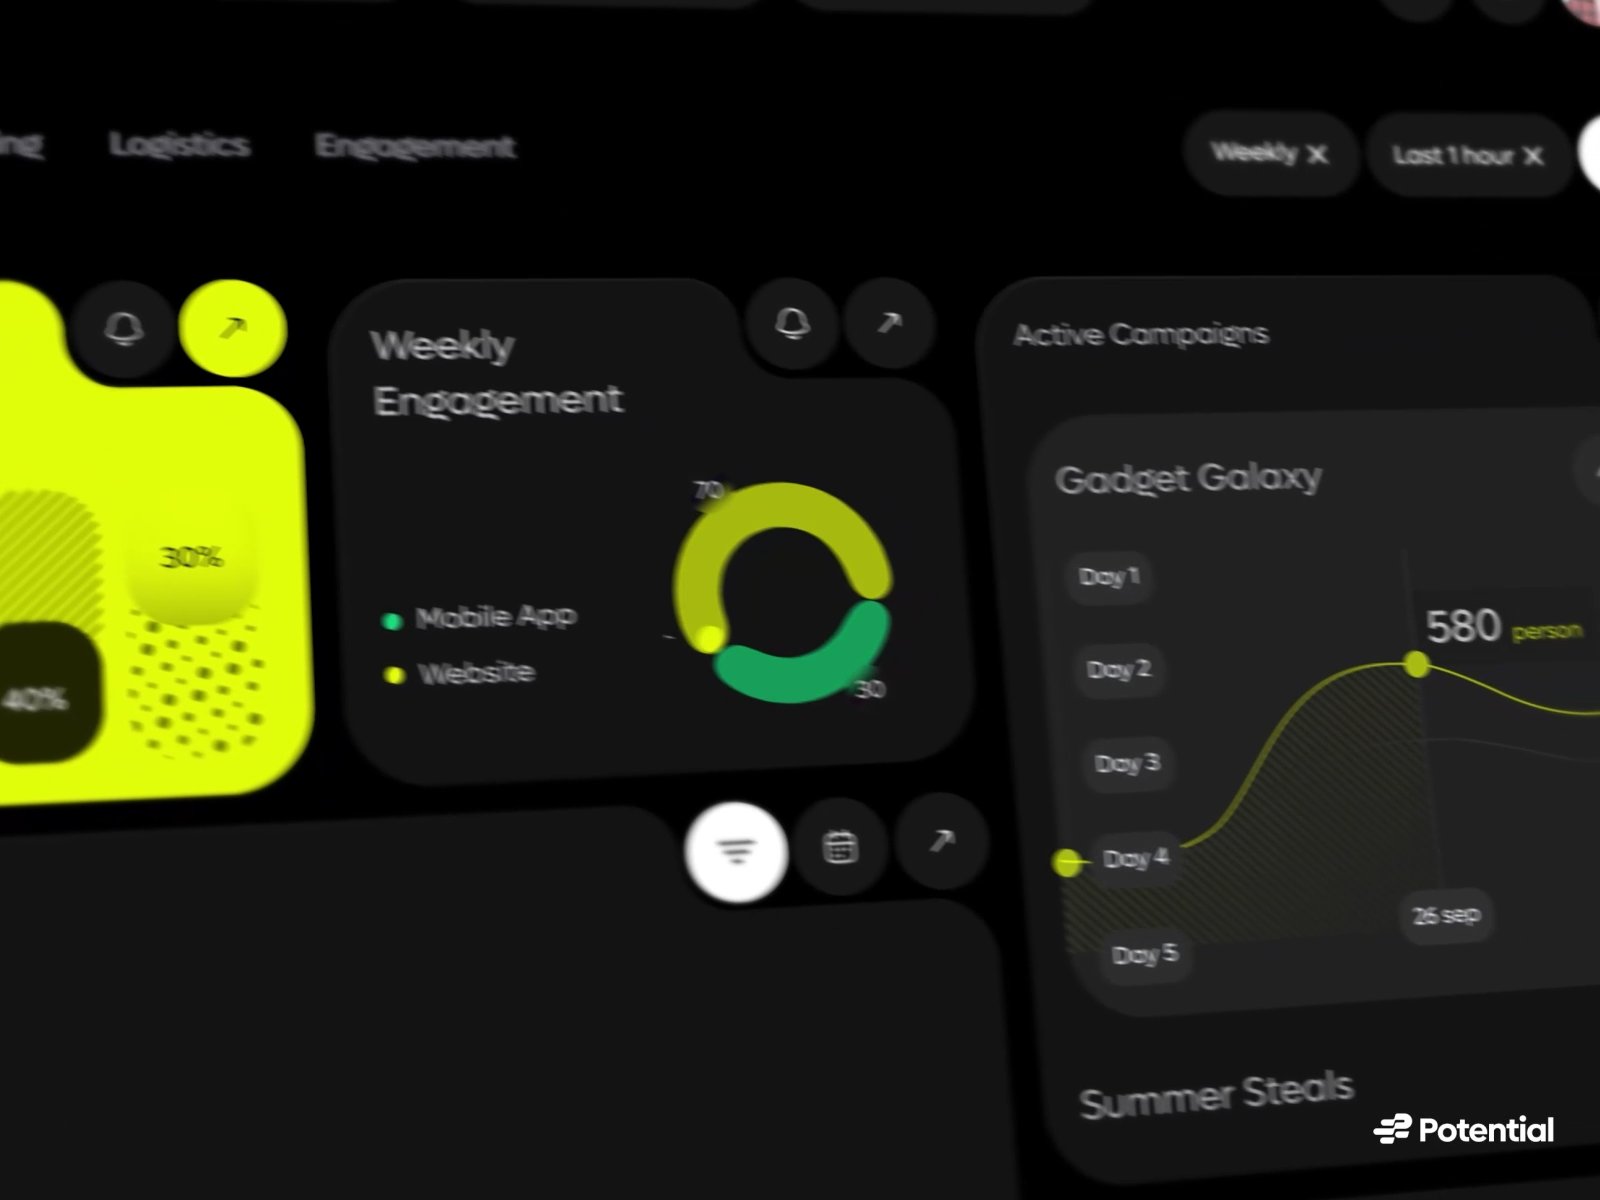 ng
Logistics
Engagement
Weekly X
Last 1 hour X
30%
40%
Weekly
Engagement
70
Mobile App
Website
30
Active Campaigns
Gadget Galaxy
Day 1
Day 2
Day 3
Day 4
Day 5
580 person
26 sep
Summer Steals
Potential